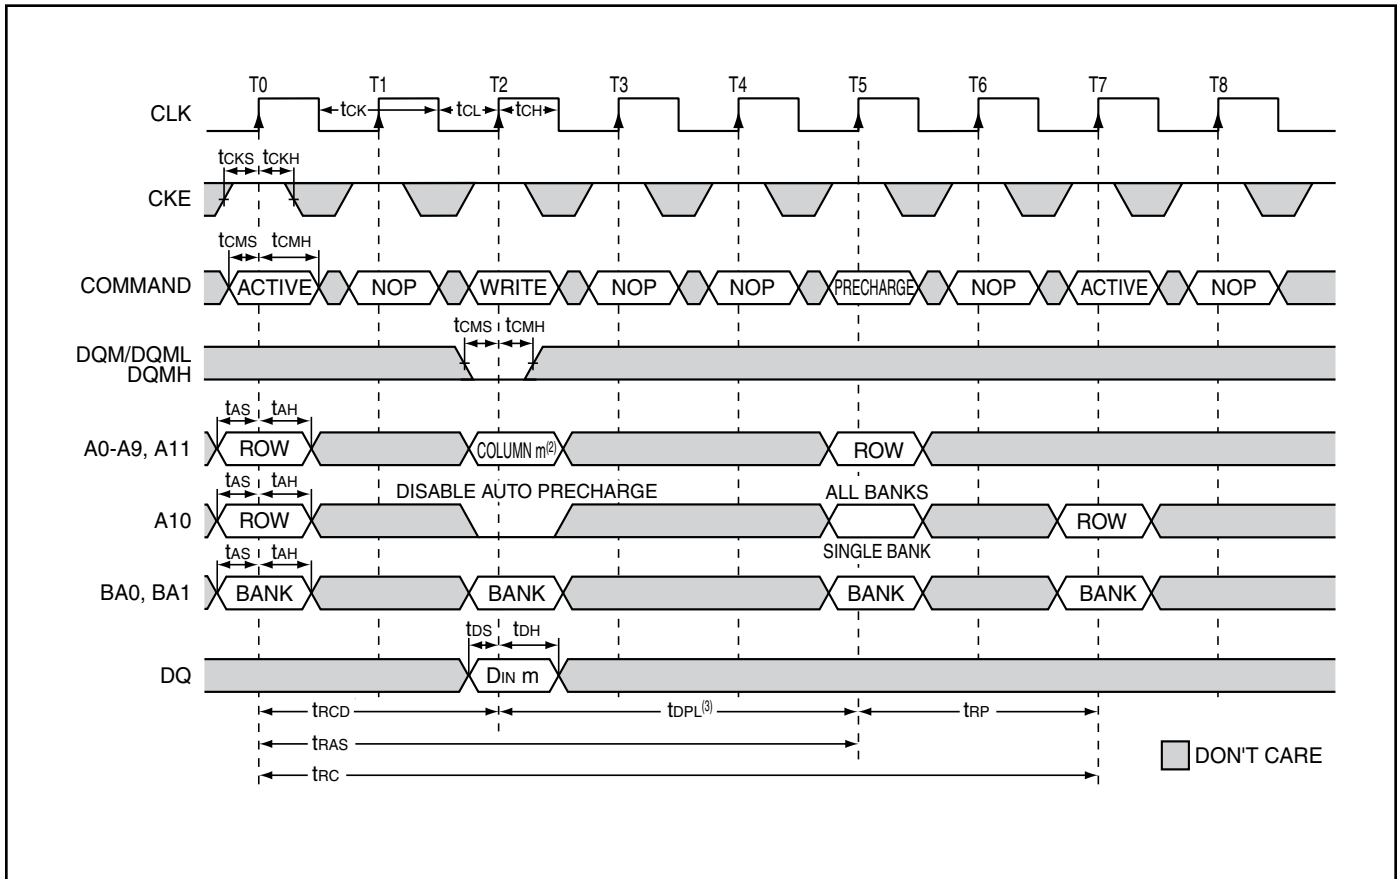 T0 T1 T2 T3 T4 T5 T6 T7 T8
CLK tCK tCL tCH
tCKS tCKH
CKE
tCMS tCMH
COMMAND ACTIVE NOP WRITE NOP NOP PRECHARGE NOP ACTIVE NOP
tCMS tCMH
DQM/DQML
DQMH
tAS tAH
A0-A9, A11 ROW COLUMN m(2) ROW
tAS tAH DISABLE AUTO PRECHARGE ALL BANKS
A10 ROW ROW
tAS tAH SINGLE BANK
BA0, BA1 BANK BANK BANK BANK
tDS tDH
DQ DIN m
tRCD tDPL(3) tRP
tRAS
DON'T CARE
tRC